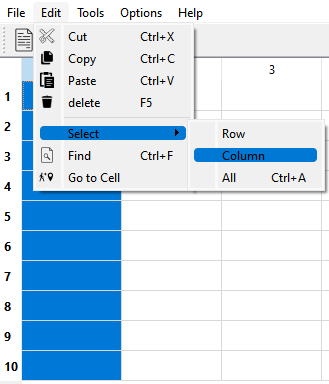 File Edit Tools Options Help
Cut Ctrl+X
Copy Ctrl+C
Paste Ctrl+V
delete F5
Select
Find Ctrl+F
Go to Cell
Row
Column
All Ctrl+A
3
1
2
3
4
5
6
7
8
9
10